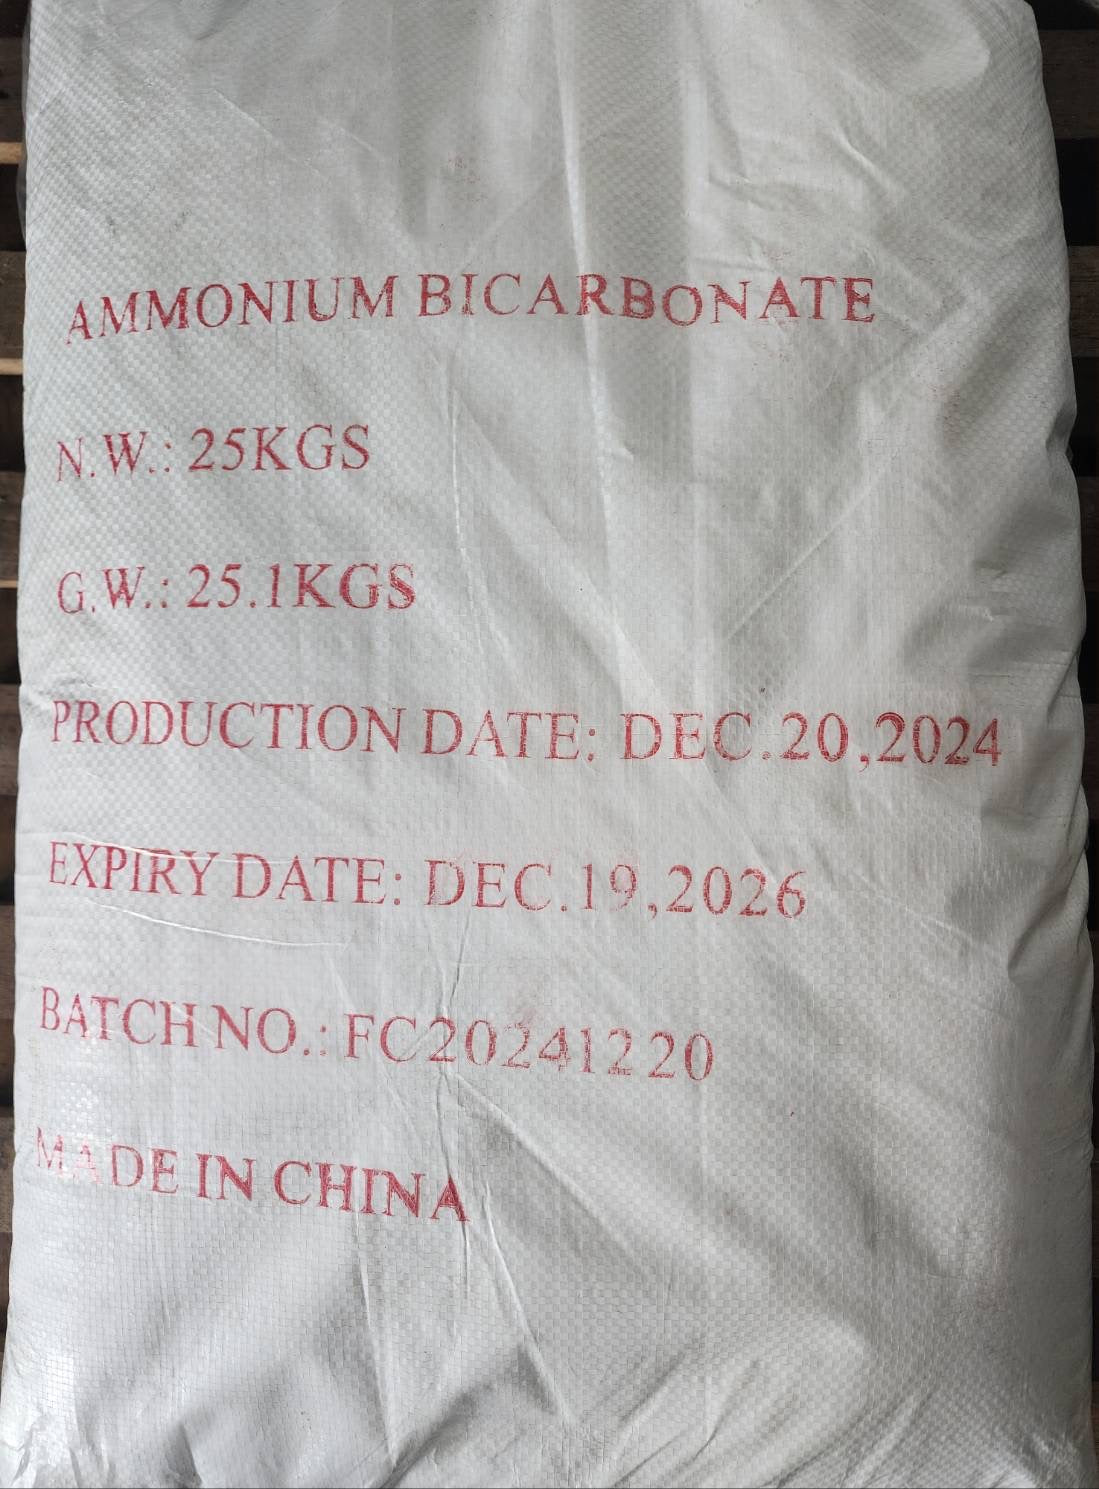 AMMONIUM BICARBONATE
N.W.: 25KGS
G.W.: 25.1KGS
PRODUCTION DATE: DEC.20,2024
EXPIRY DATE: DEC.19,2026
BATCH NO.: FC20241220
MADE IN CHINA